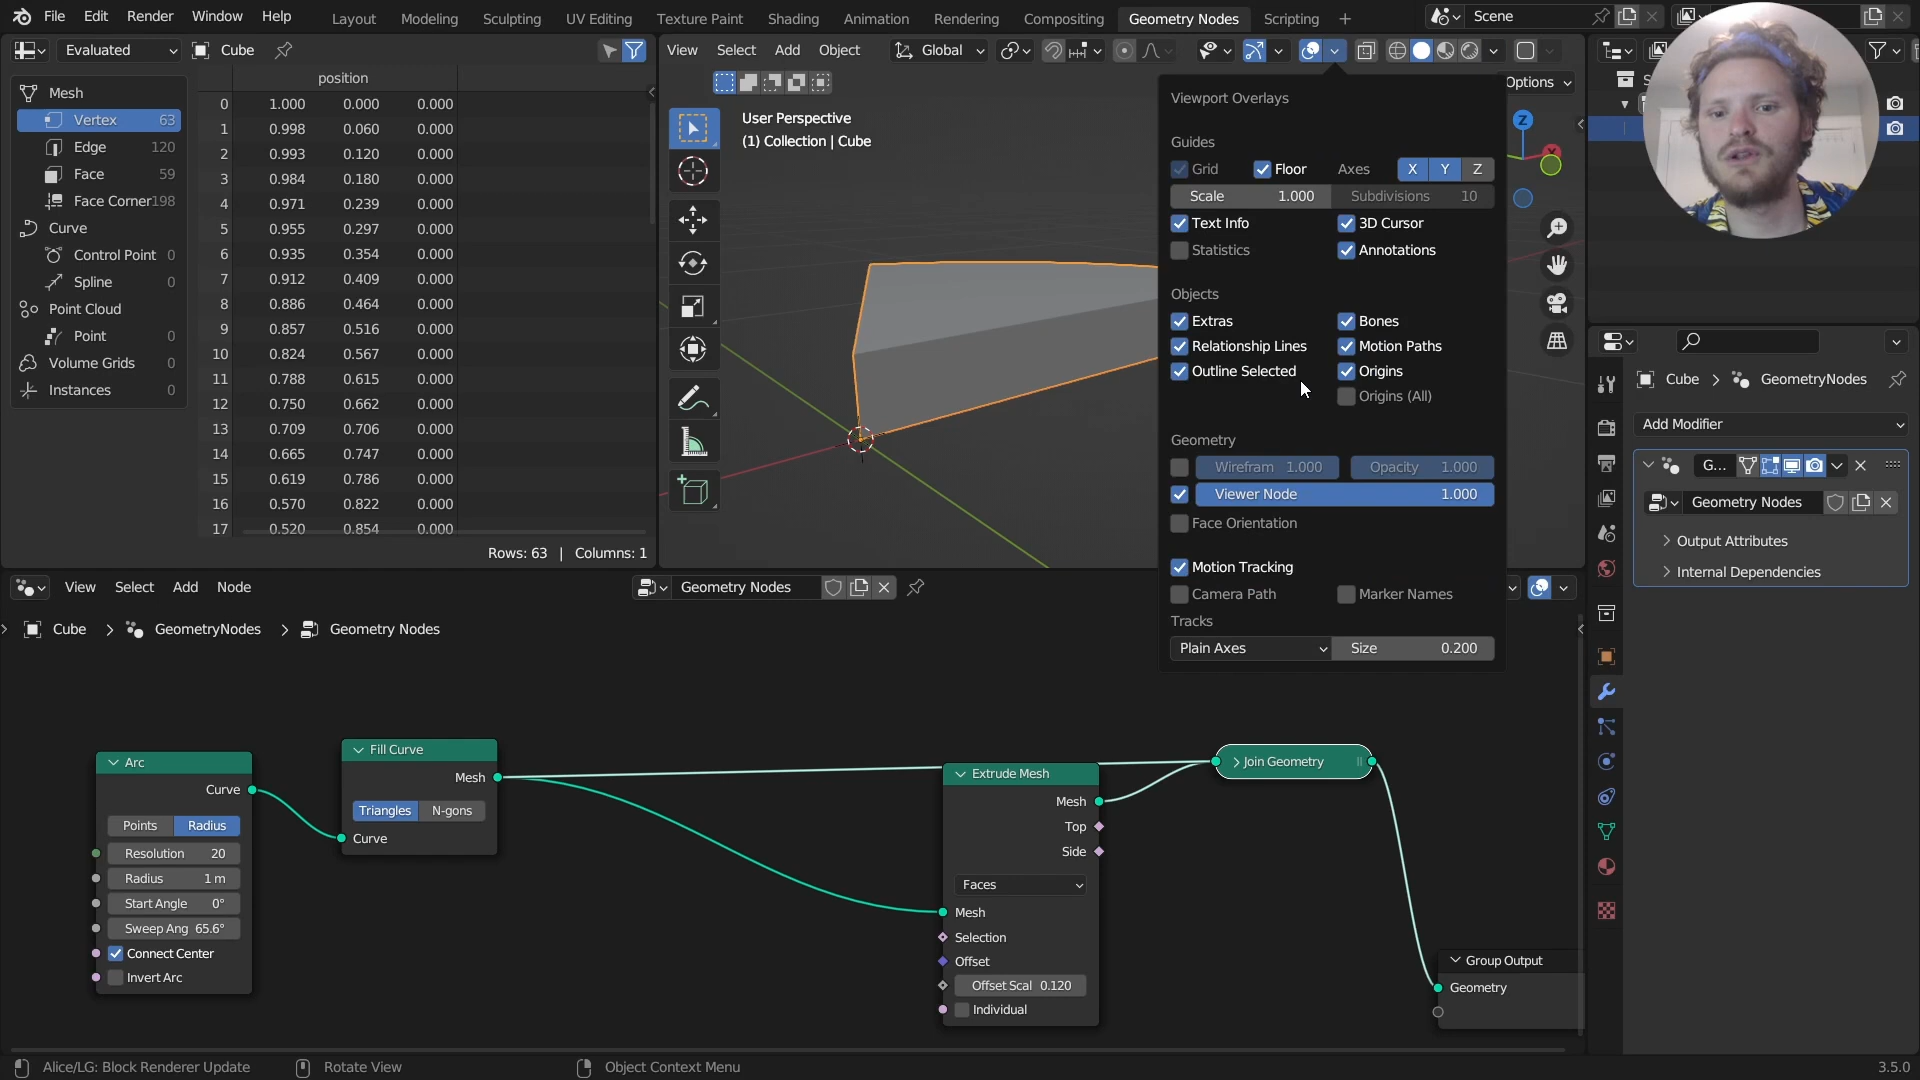 File Edit Render Window Help Layout Modeling Sculpting UV Editing Texture Paint Shading Animation Rendering Compositing Geometry Nodes Scripting + Scene
Evaluated Cube
View Select Add Object Global
Options
position
Mesh
Vertex 63
Edge 120
Face 59
Face Corner 198
Curve
Control Point 0
Spline 0
Point Cloud
Point 0
Volume Grids 0
Instances 0
0 1.000 0.000 0.000
1 0.998 0.060 0.000
2 0.993 0.120 0.000
3 0.984 0.180 0.000
4 0.971 0.239 0.000
5 0.955 0.297 0.000
6 0.935 0.354 0.000
7 0.912 0.409 0.000
8 0.886 0.464 0.000
9 0.857 0.516 0.000
10 0.824 0.567 0.000
11 0.788 0.615 0.000
12 0.750 0.662 0.000
13 0.709 0.706 0.000
14 0.665 0.747 0.000
15 0.619 0.786 0.000
16 0.570 0.822 0.000
17 0.520 0.854 0.000
Rows: 63 | Columns: 1
User Perspective
(1) Collection | Cube
Viewport Overlays
Guides
Grid Floor Axes X Y Z
Scale 1.000 Subdivisions 10
Text Info 3D Cursor
Statistics Annotations
Objects
Extras Bones
Relationship Lines Motion Paths
Outline Selected Origins
Origins (All)
Geometry
Wirefram 1.000 Opacity 1.000
Viewer Node 1.000
Face Orientation
Motion Tracking
Camera Path Marker Names
Tracks
Plain Axes Size 0.200
Z
Cube > GeometryNodes
Add Modifier
G...
Geometry Nodes
Output Attributes
Internal Dependencies
View Select Add Node Geometry Nodes
Cube > GeometryNodes > Geometry Nodes
Arc
Curve
Points Radius
Resolution 20
Radius 1 m
Start Angle 0°
Sweep Ang 65.6°
Connect Center
Invert Arc
Fill Curve
Mesh
Triangles N-gons
Curve
Extrude Mesh
Mesh
Top
Side
Faces
Mesh
Selection
Offset
Offset Scal 0.120
Individual
Join Geometry
Group Output
Geometry
Alice/LG: Block Renderer Update Rotate View Object Context Menu 3.5.0